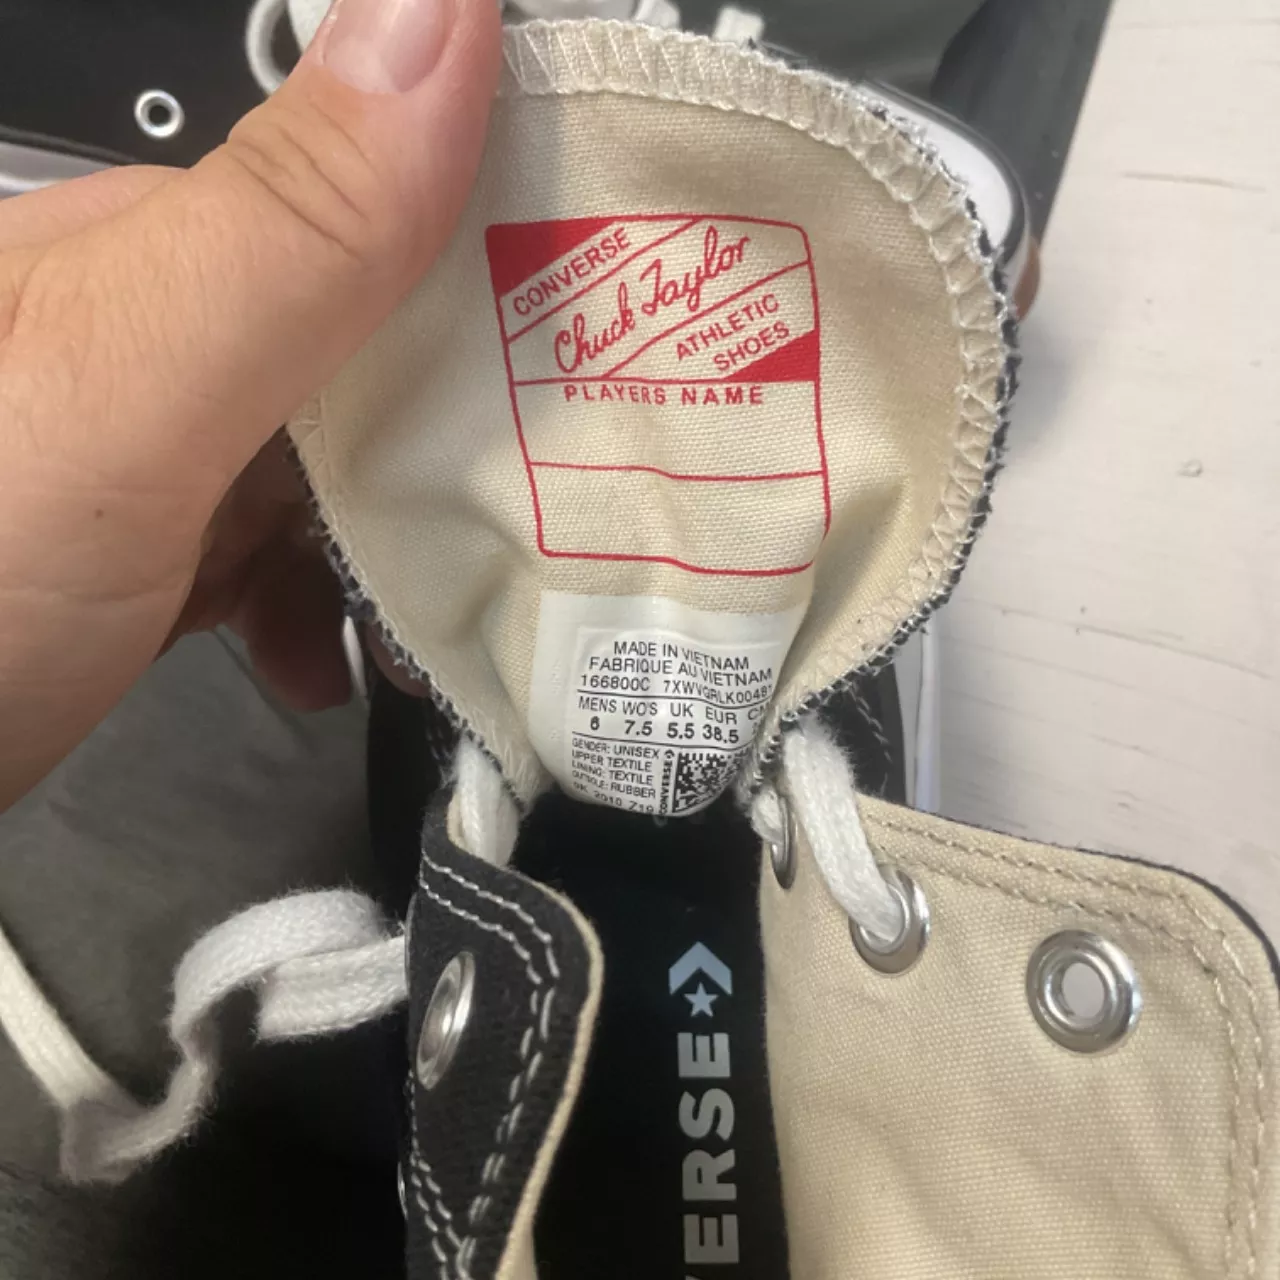 CONVERSE
Chuck Taylor
ATHLETIC
SHOES
PLAYERS NAME
MADE IN VIETNAM
FABRIQUE AU VIETNAM
166800C
MENS WO'S UK EUR
6 7.5 5.5 38.5
GENDER: UNISEX
UPPER TEXTILE
LINING: TEXTILE
OUTSOLE: RUBBER
CONVERSE
VERSE